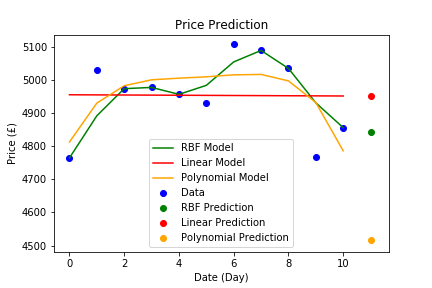 Price Prediction
5100
5000
4900
4800
4700
4600
4500
Price (£)
RBF Model
Linear Model
Polynomial Model
Data
RBF Prediction
Linear Prediction
Polynomial Prediction
0 2 4 6 8 10
Date (Day)